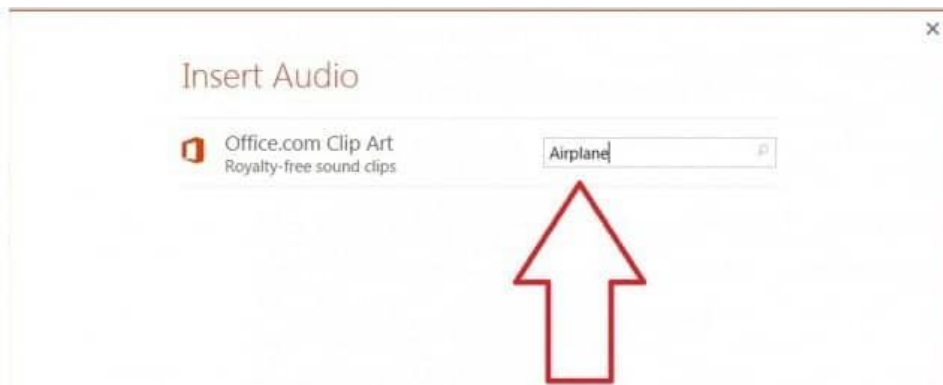 Insert Audio
Office.com Clip Art
Airplane
Royalty-free sound clips